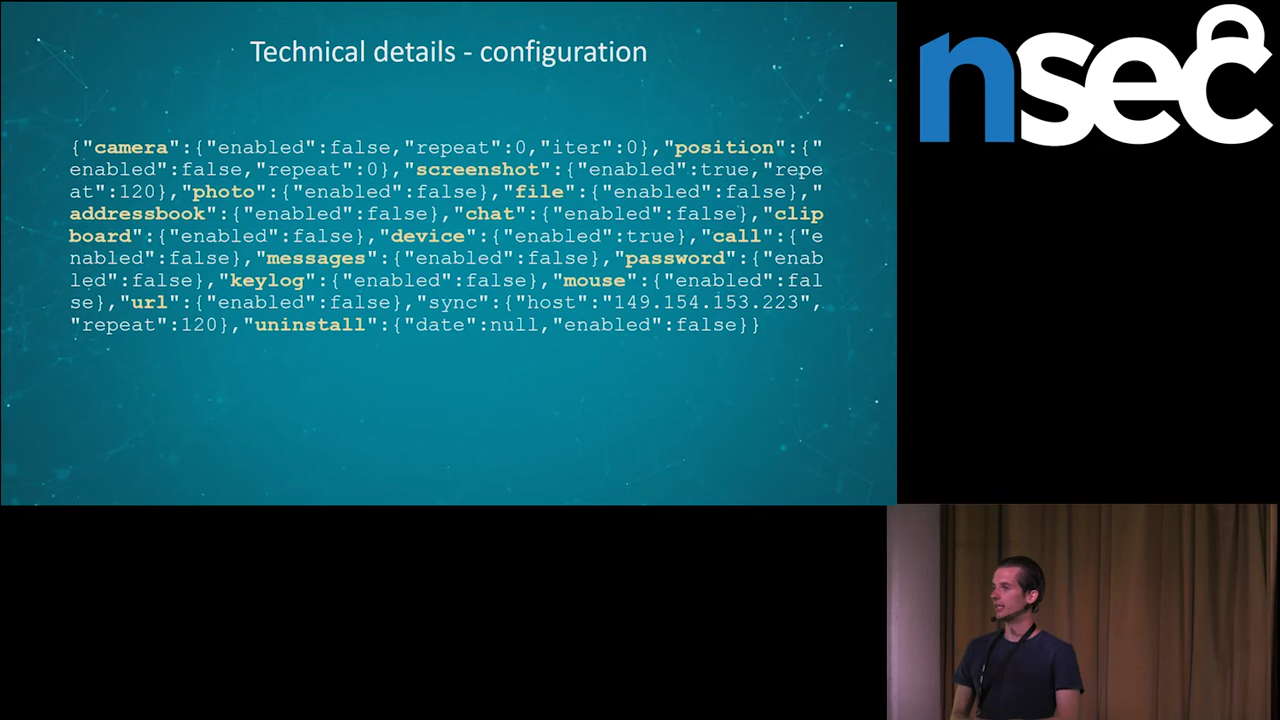 Technical details - configuration
{"camera":{"enabled":false,"repeat":0,"iter":0},"position":{"
enabled":false,"repeat":0},"screenshot":{"enabled":true,"repe
at":120},"photo":{"enabled":false},"file":{"enabled":false},"
addressbook":{"enabled":false},"chat":{"enabled":false},"clip
board":{"enabled":false},"device":{"enabled":true},"call":{"e
nabled":false},"messages":{"enabled":false},"password":{"enab
led":false},"keylog":{"enabled":false},"mouse":{"enabled":fal
se},"url":{"enabled":false},"sync":{"host":"149.154.153.223",
"repeat":120},"uninstall":{"date":null,"enabled":false}}
nsec